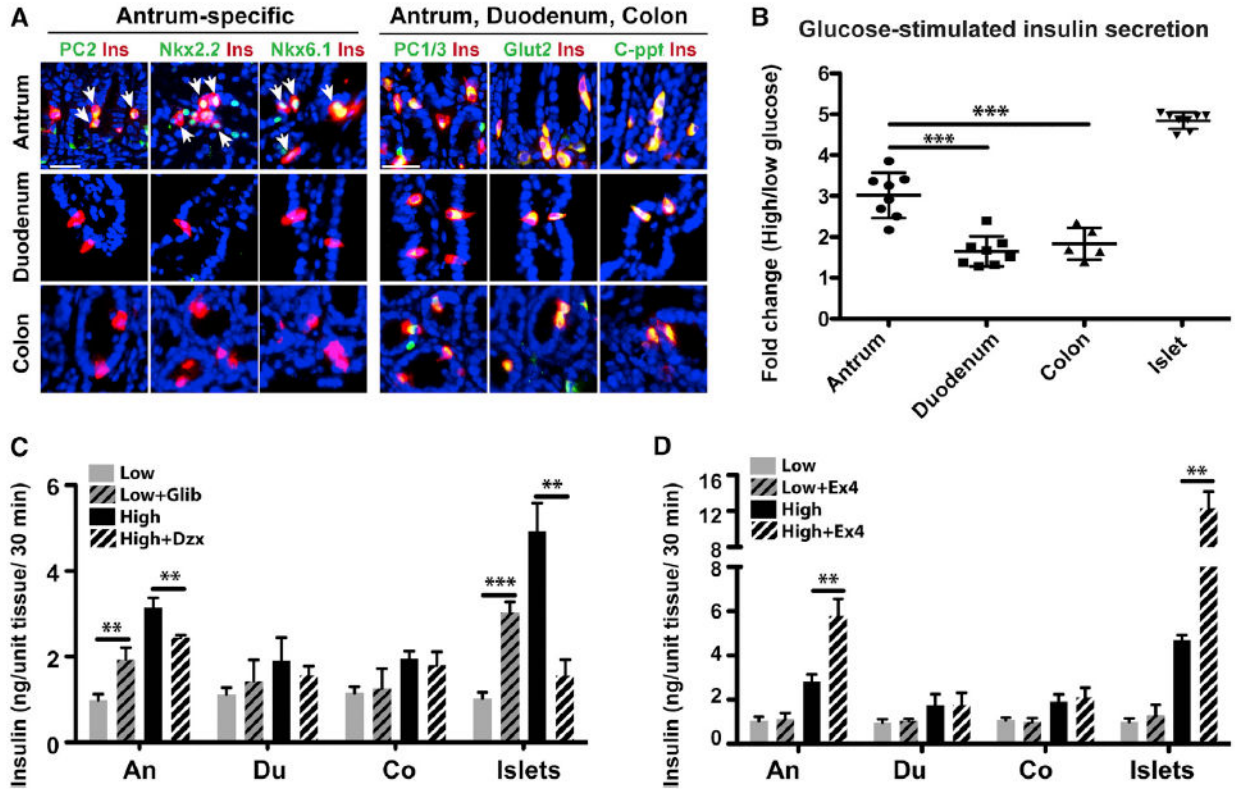 A
Antrum-specific
Antrum, Duodenum, Colon
PC2 Ins
Nkx2.2 Ins
Nkx6.1 Ins
PC1/3 Ins
Glut2 Ins
C-ppt Ins
Antrum
Duodenum
Colon
B
Glucose-stimulated insulin secretion
Fold change (High/low glucose)
6
5
4
3
2
1
0
***
***
Antrum
Duodenum
Colon
Islet
C
Low
Low+Glib
High
High+Dzx
Insulin (ng/unit tissue/ 30 min)
6
4
2
0
**
**
***
**
An
Du
Co
Islets
D
Low
Low+Ex4
High
High+Ex4
Insulin (ng/unit tissue/ 30 min)
16
12
8
8
6
4
2
0
**
**
An
Du
Co
Islets